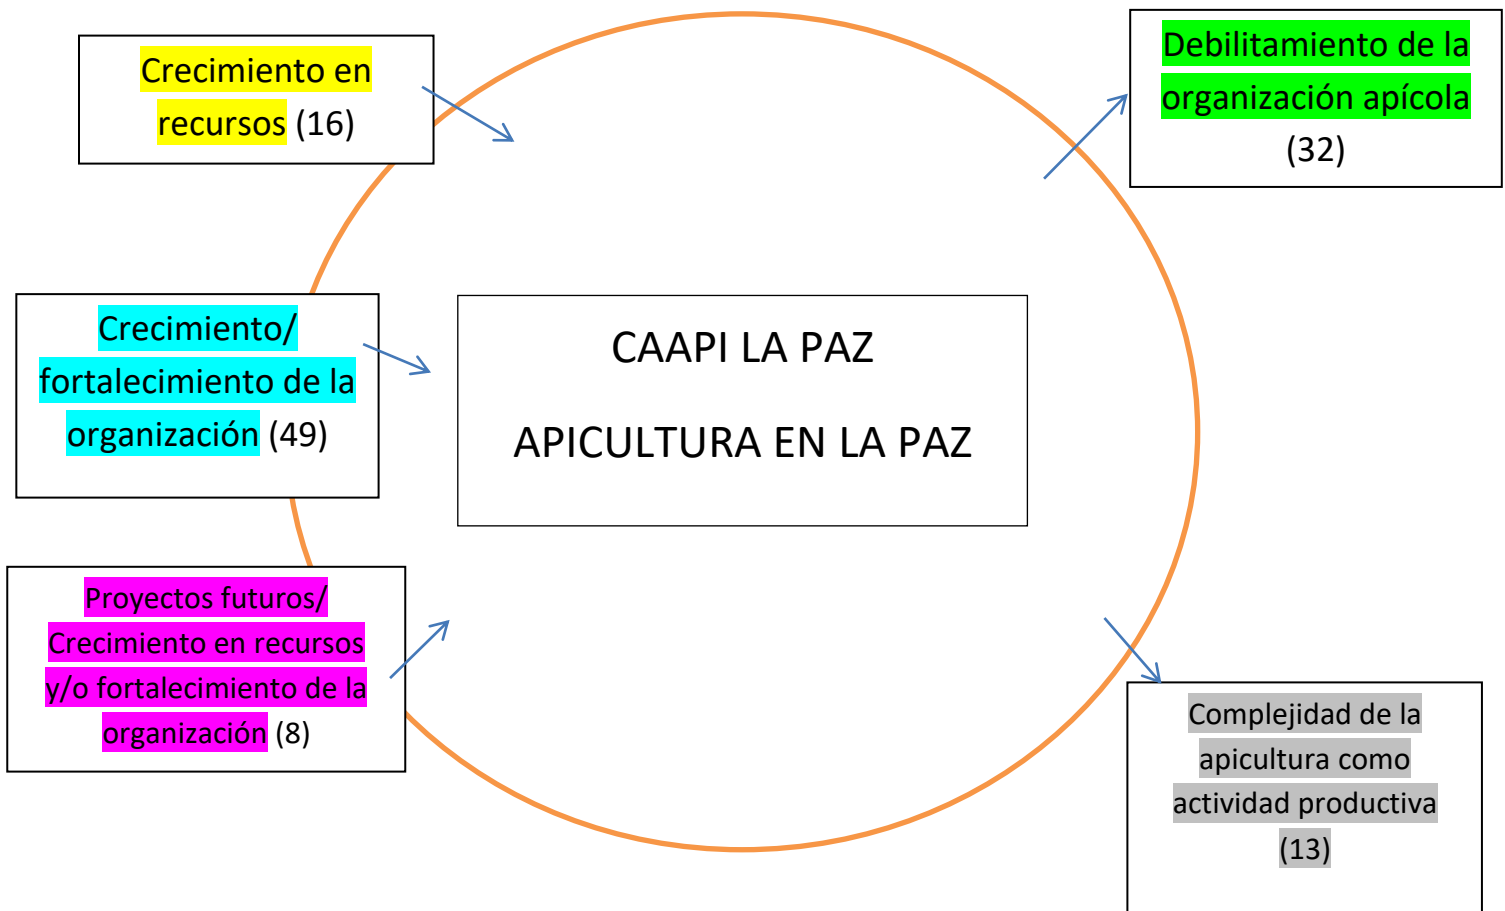 Crecimiento en
recursos (16)
Debilitamiento de la
organización apícola
(32)
Crecimiento/
fortalecimiento de la
organización (49)
CAAPI LA PAZ
APICULTURA EN LA PAZ
Proyectos futuros/
Crecimiento en recursos
y/o fortalecimiento de la
organización (8)
Complejidad de la
apicultura como
actividad productiva
(13)